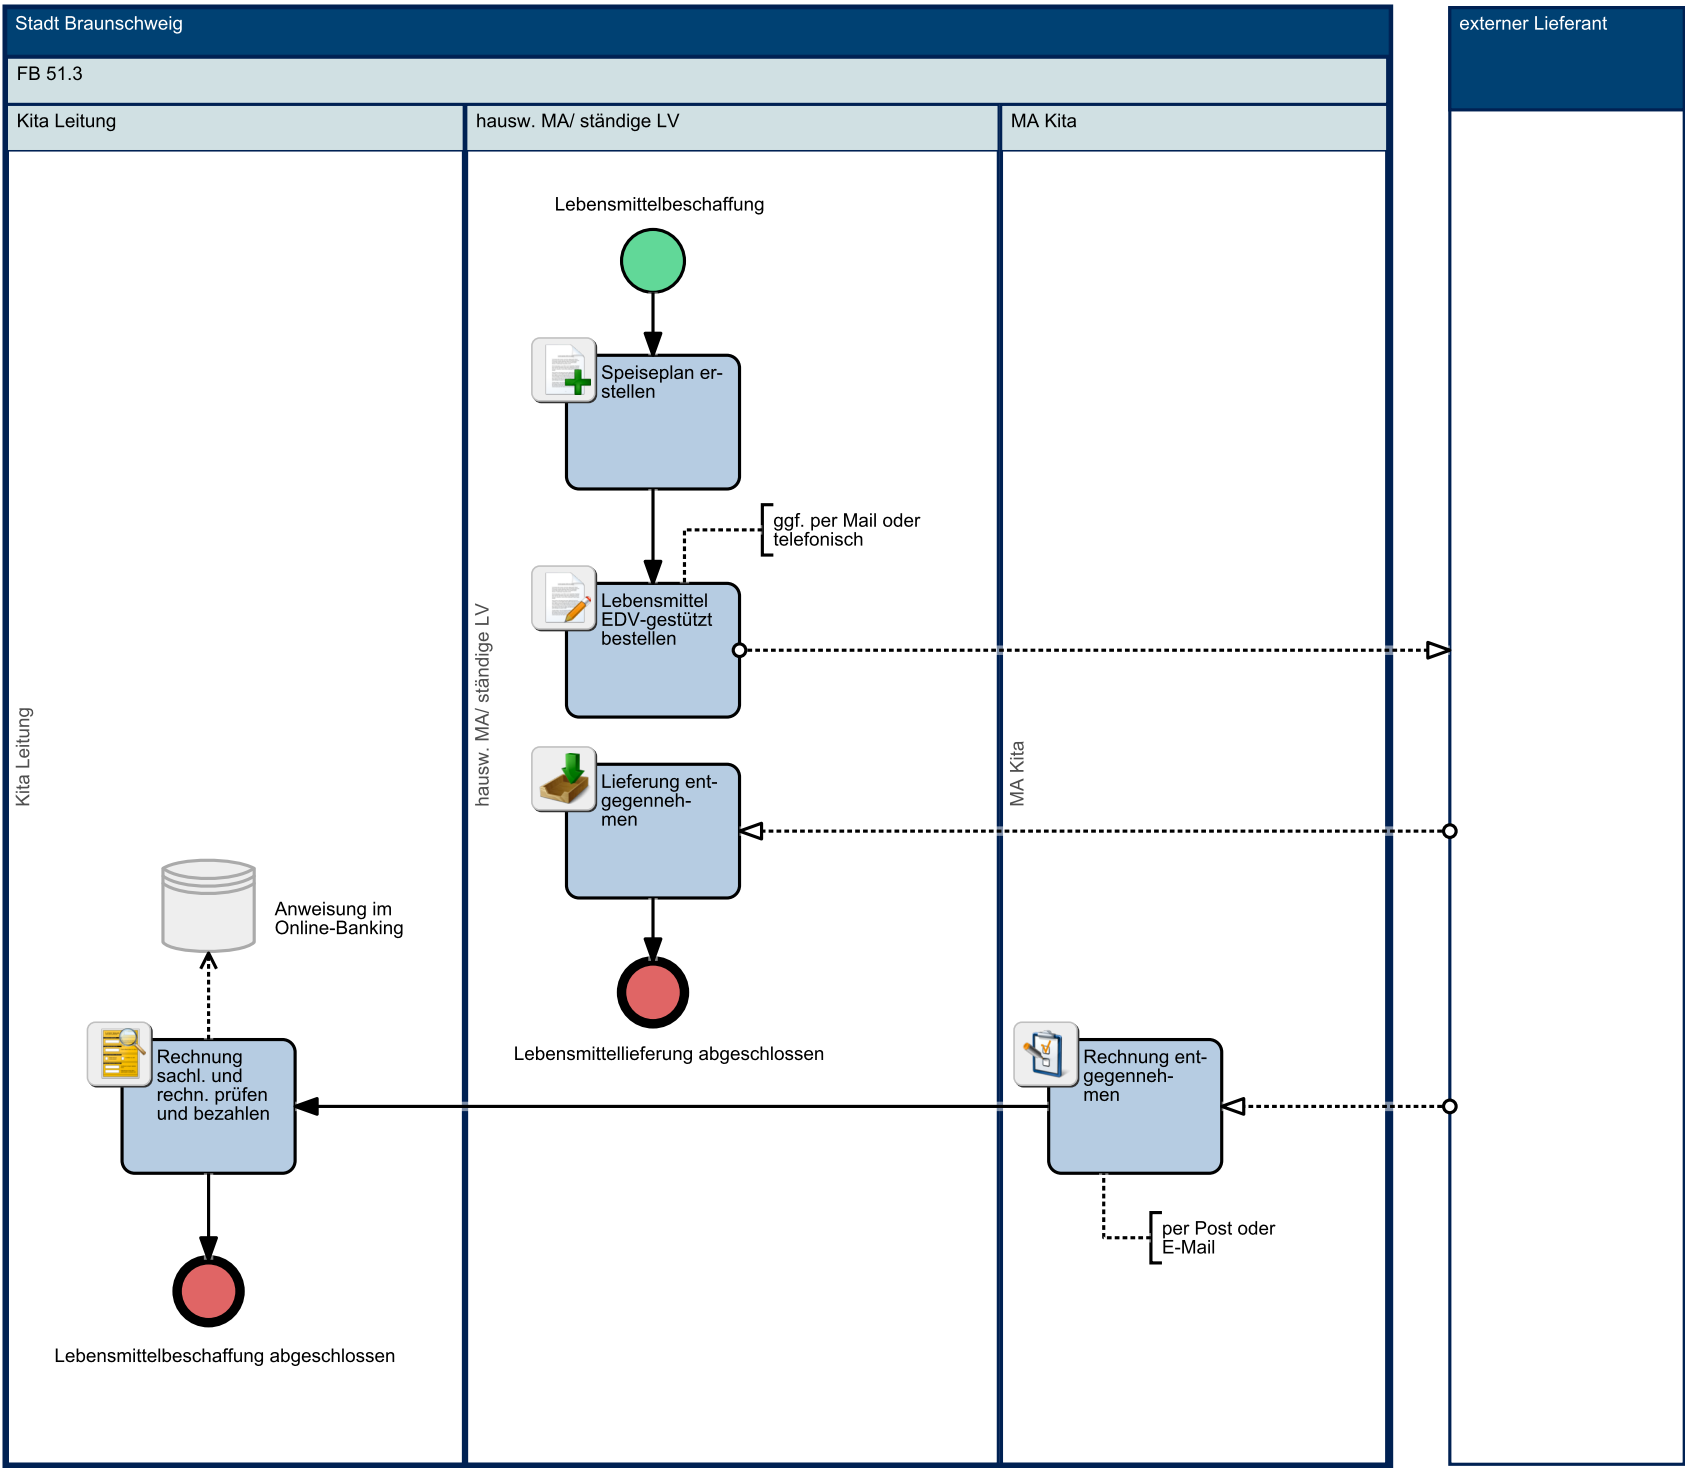 Stadt Braunschweig
externer Lieferant
FB 51.3
Kita Leitung
hausw. MA/ ständige LV
MA Kita
Lebensmittelbeschaffung
Speiseplan er-
stellen
ggf. per Mail oder
telefonisch
Lebensmittel
EDV-gestützt
bestellen
Kita Leitung
hausw. MA/ ständige LV
MA Kita
Lieferung ent-
gegenneh-
men
Anweisung im
Online-Banking
Lebensmittellieferung abgeschlossen
Rechnung
sachl. und
rechn. prüfen
und bezahlen
Rechnung ent-
gegenneh-
men
per Post oder
E-Mail
Lebensmittelbeschaffung abgeschlossen